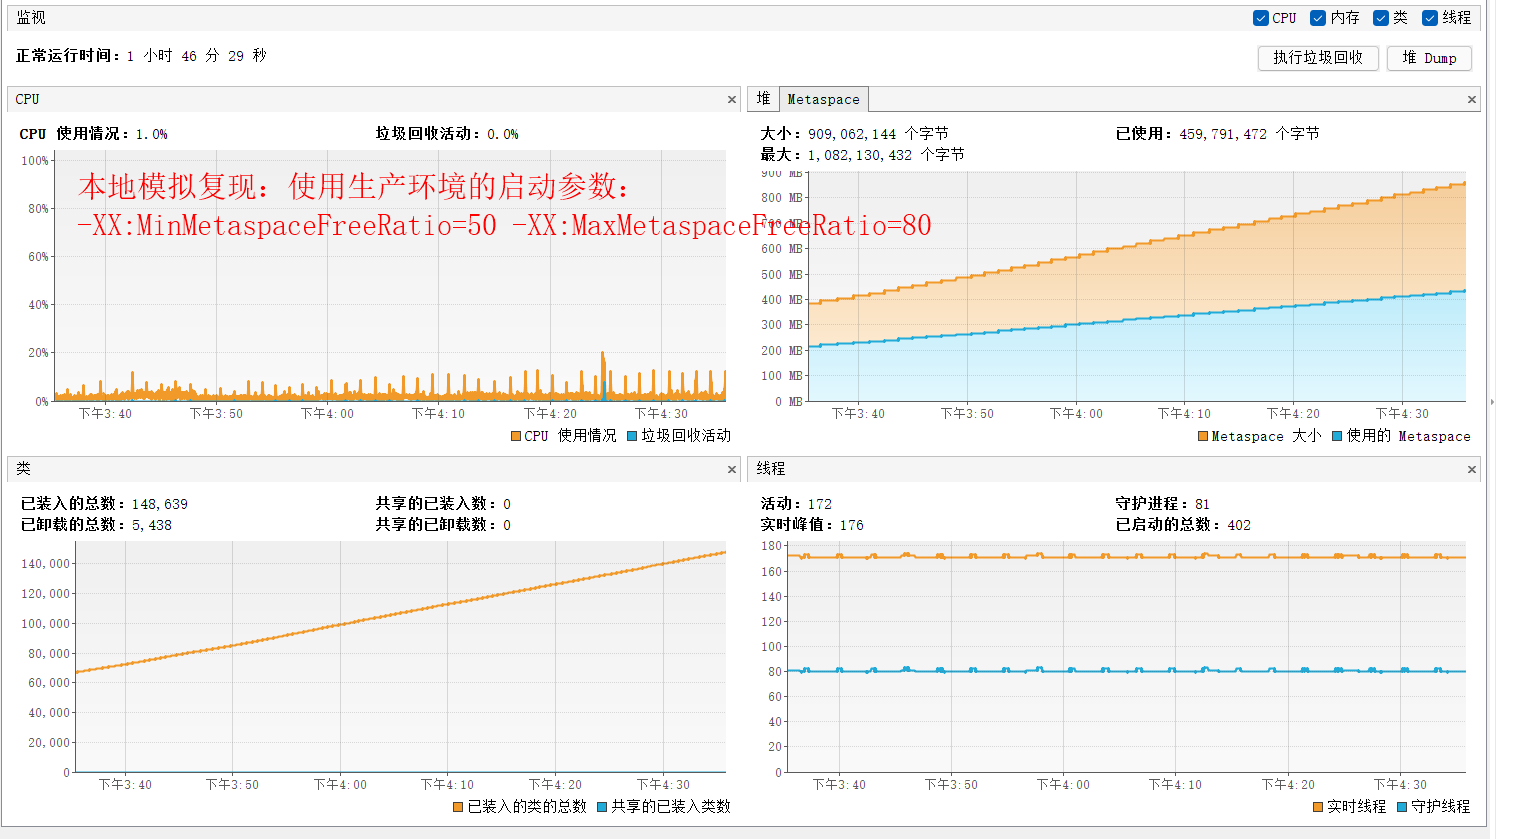 监视
CPU 内存 类 线程
正常运行时间: 1 小时 46 分 29 秒
执行垃圾回收 堆 Dump
CPU
CPU 使用情况: 1.0% 垃圾回收活动: 0.0%
100%
80%
60%
40%
20%
0%
下午3:40 下午3:50 下午4:00 下午4:10 下午4:20 下午4:30
CPU 使用情况 垃圾回收活动
本地模拟复现: 使用生产环境的启动参数:
-XX:MinMetaspaceFreeRatio=50 -XX:MaxMetaspaceFreeRatio=80
堆 Metaspace
大小: 909,062,144 个字节 已使用: 459,791,472 个字节
最大: 1,082,130,432 个字节
900 MB
800 MB
700 MB
600 MB
500 MB
400 MB
300 MB
200 MB
100 MB
0 MB
下午3:40 下午3:50 下午4:00 下午4:10 下午4:20 下午4:30
Metaspace 大小 使用的 Metaspace
类
已装入的总数: 148,639 共享的已装入数: 0
已卸载的总数: 5,438 共享的已卸载数: 0
140,000
120,000
100,000
80,000
60,000
40,000
20,000
0
下午3:40 下午3:50 下午4:00 下午4:10 下午4:20 下午4:30
已装入的类的总数 共享的已装入类数
线程
活动: 172 守护进程: 81
实时峰值: 176 已启动的总数: 402
180
160
140
120
100
80
60
40
20
0
下午3:40 下午3:50 下午4:00 下午4:10 下午4:20 下午4:30
实时线程 守护线程